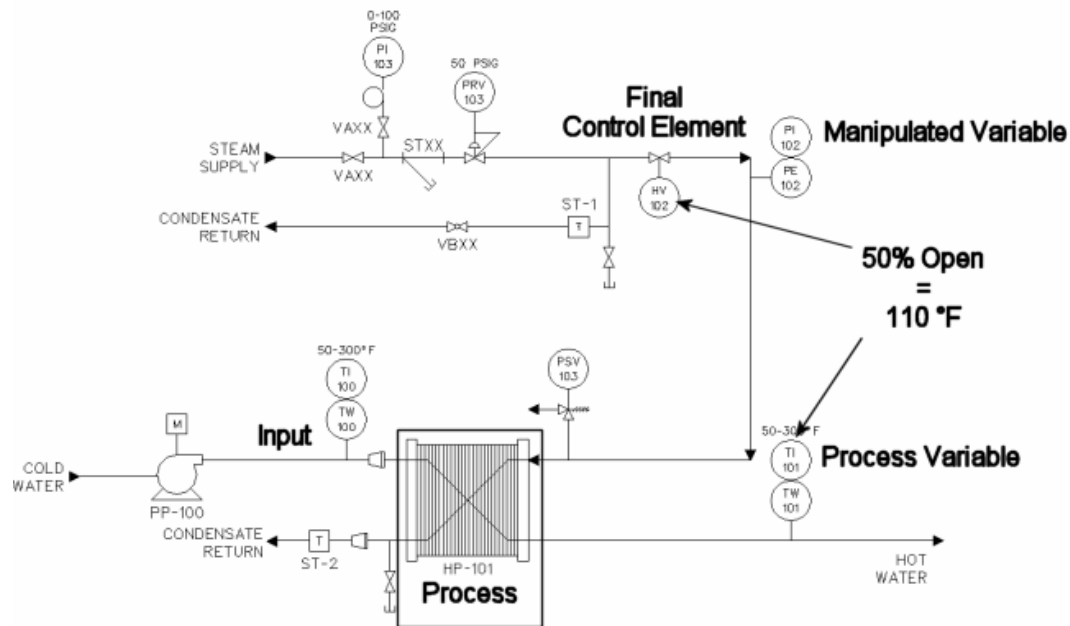 0-100
PSIG
PI
103
50 PSIG
PRV
103
Final
Control Element
PI
102
Manipulated Variable
VAXX
STEAM
SUPPLY
VAXX
STXX
PE
102
HV
102
ST-1
CONDENSATE
RETURN
T
VBXX
50% Open
=
110 °F
50-300°F
TI
100
TW
100
PSV
103
M
Input
50-300°F
TI
101
Process Variable
TW
101
COLD
WATER
PP-100
CONDENSATE
RETURN
T
ST-2
HP-101
Process
HOT
WATER